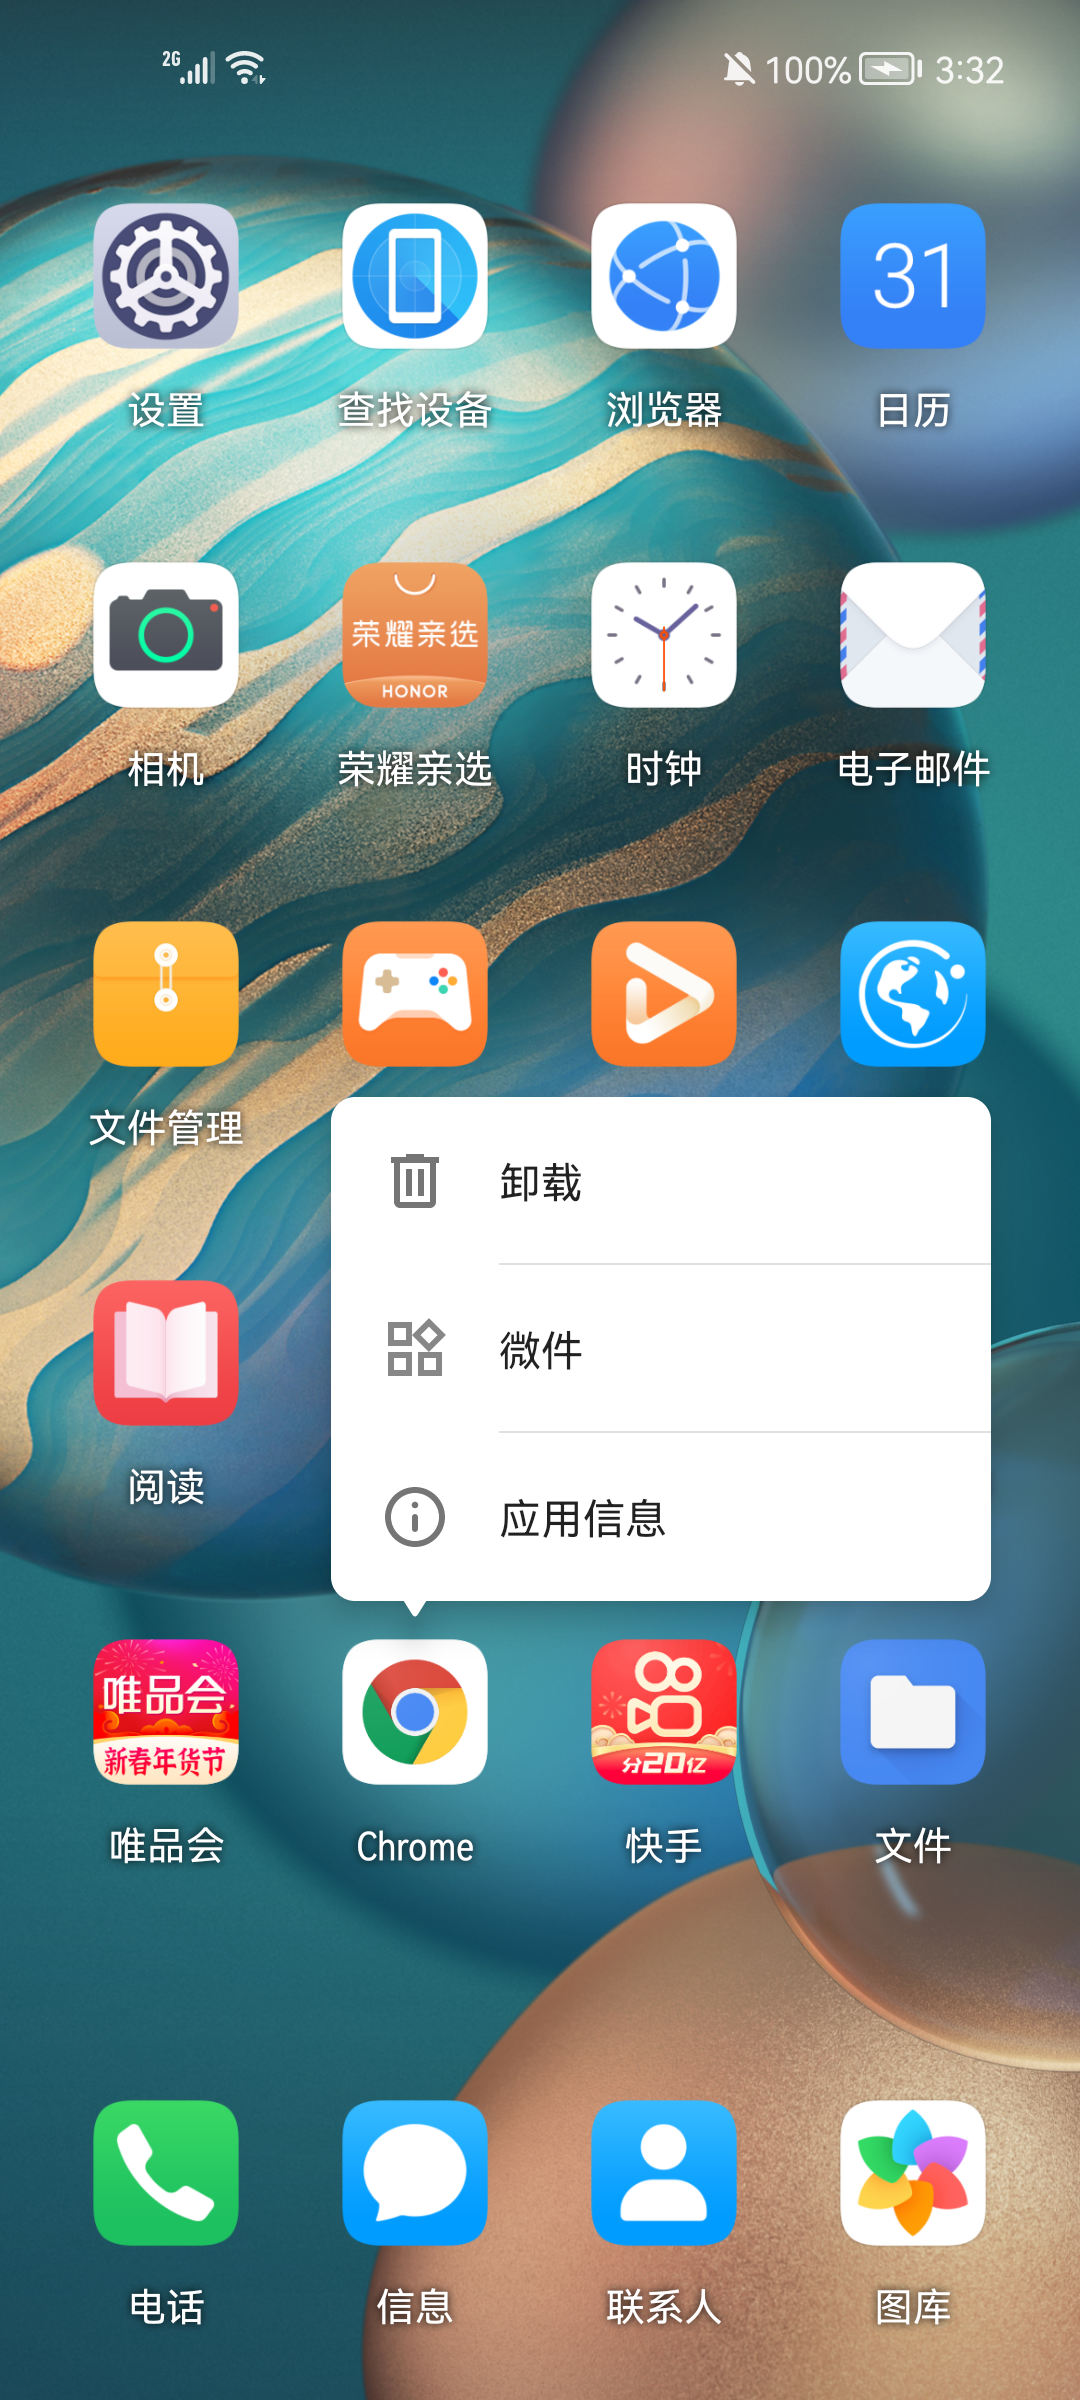 2G
100%
3:32
31
设置
查找设备
浏览器
日历
荣耀亲选
HONOR
相机
荣耀亲选
时钟
电子邮件
文件管理
卸载
微件
应用信息
阅读
唯品会
新春年货节
分20亿
唯品会
Chrome
快手
文件
电话
信息
联系人
图库